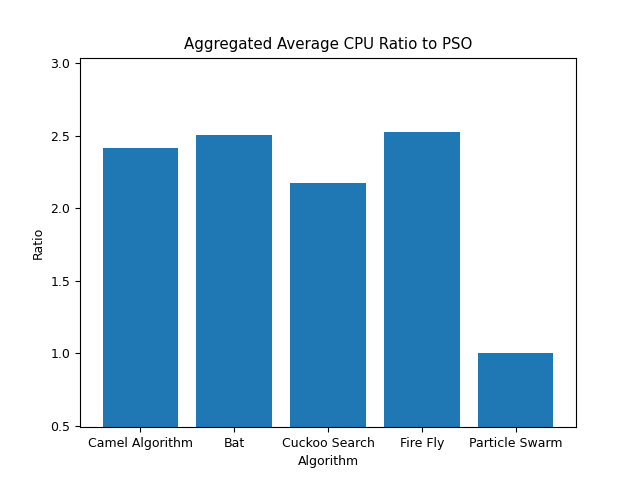 Aggregated Average CPU Ratio to PSO
3.0
2.5
2.0
1.5
1.0
0.5
Ratio
Camel Algorithm Bat Cuckoo Search Fire Fly Particle Swarm
Algorithm